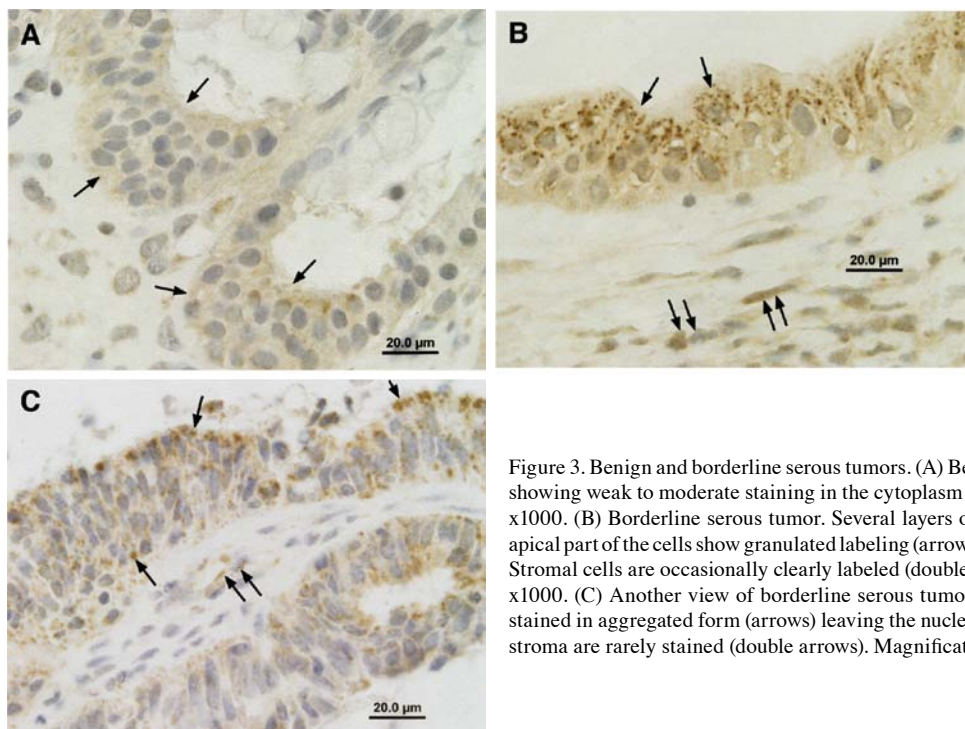 A
B
20.0 µm
20.0 µm
C
20.0 µm
Figure 3. Benign and borderline serous tumors. (A) Be
showing weak to moderate staining in the cytoplasm
x1000. (B) Borderline serous tumor. Several layers o
apical part of the cells show granulated labeling (arrow
Stromal cells are occasionally clearly labeled (double
x1000. (C) Another view of borderline serous tumo
stained in aggregated form (arrows) leaving the nucle
stroma are rarely stained (double arrows). Magnificat